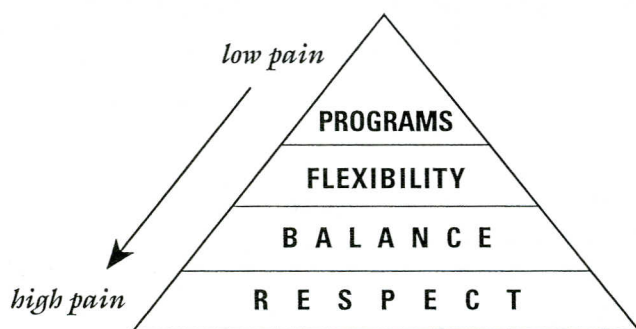 low pain
PROGRAMS
FLEXIBILITY
BALANCE
high pain
RESPECT